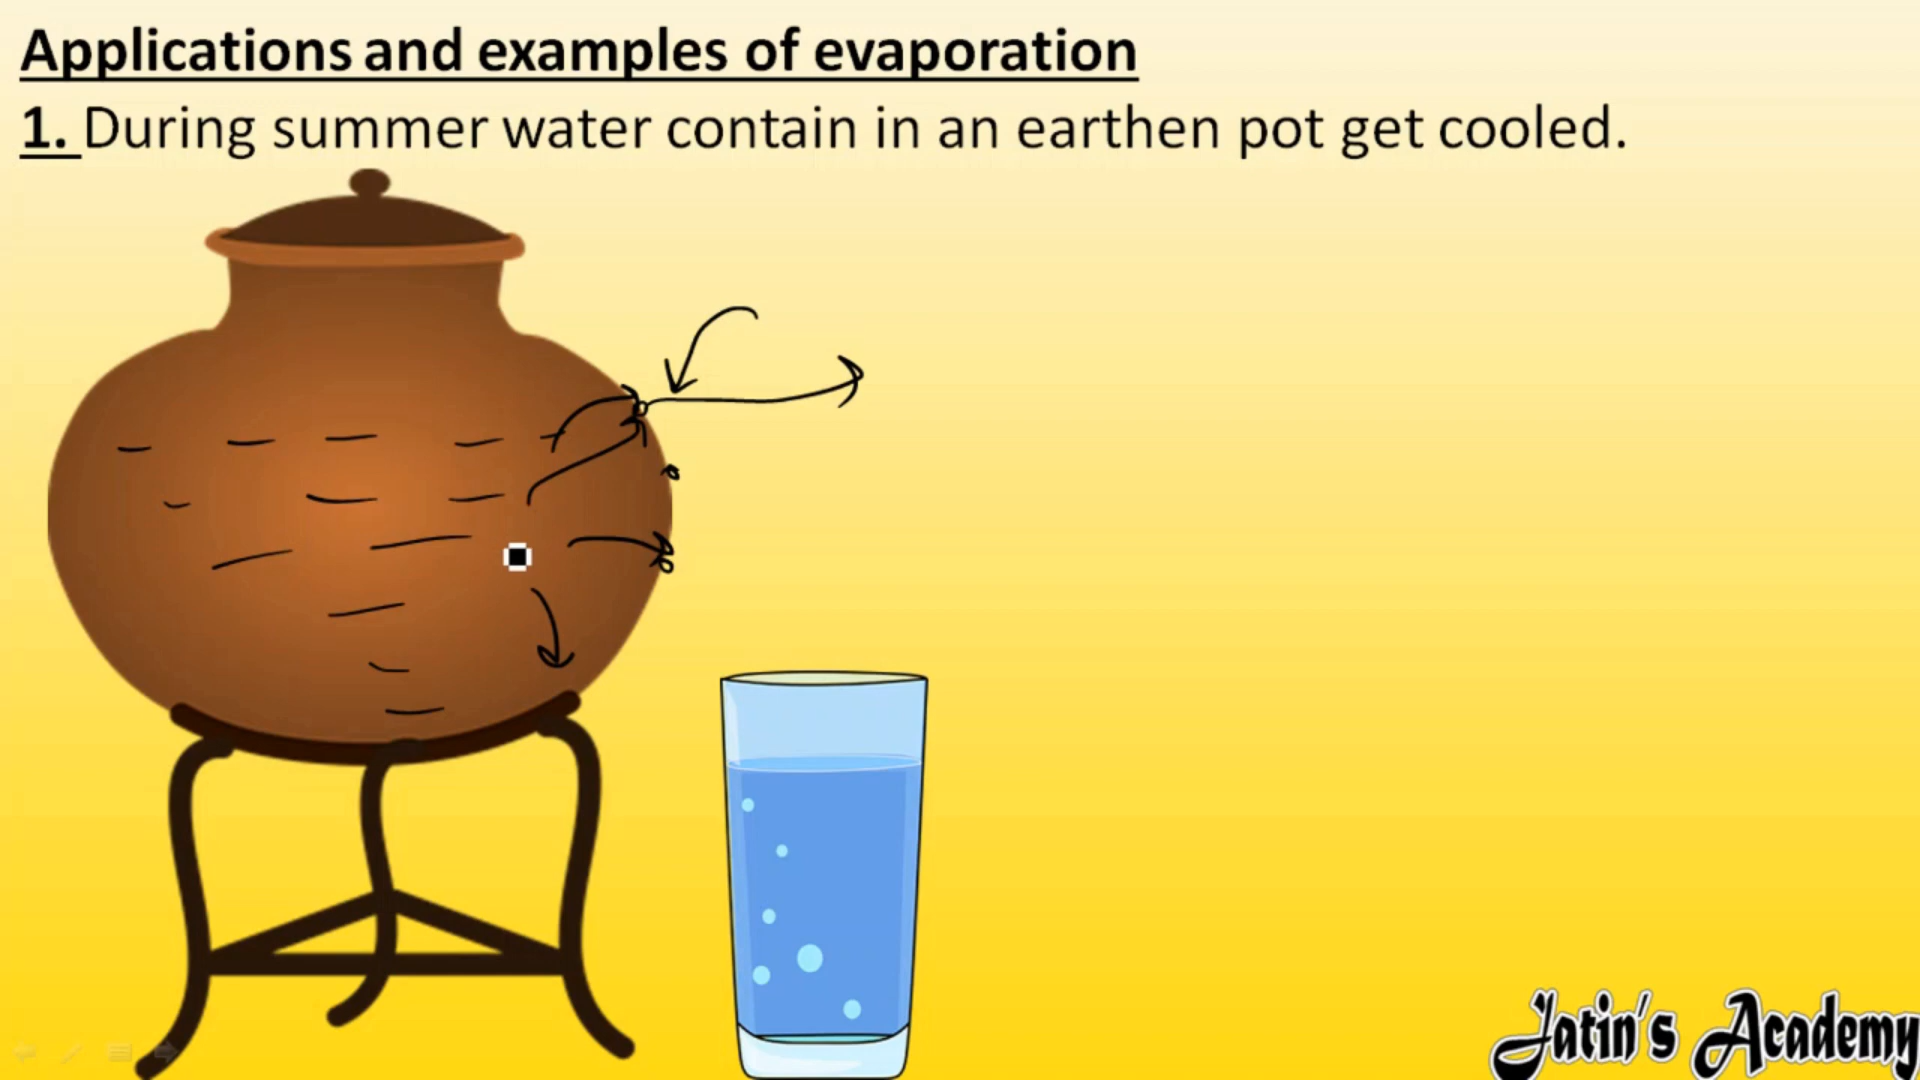 Applications and examples of evaporation
1. During summer water contain in an earthen pot get cooled.
Jatin's Academy